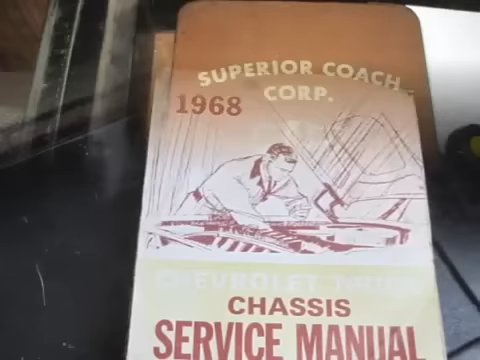 SUPERIOR COACH
CORP.
1968
CHEVROLET TRUCK
CHASSIS
SERVICE MANUAL